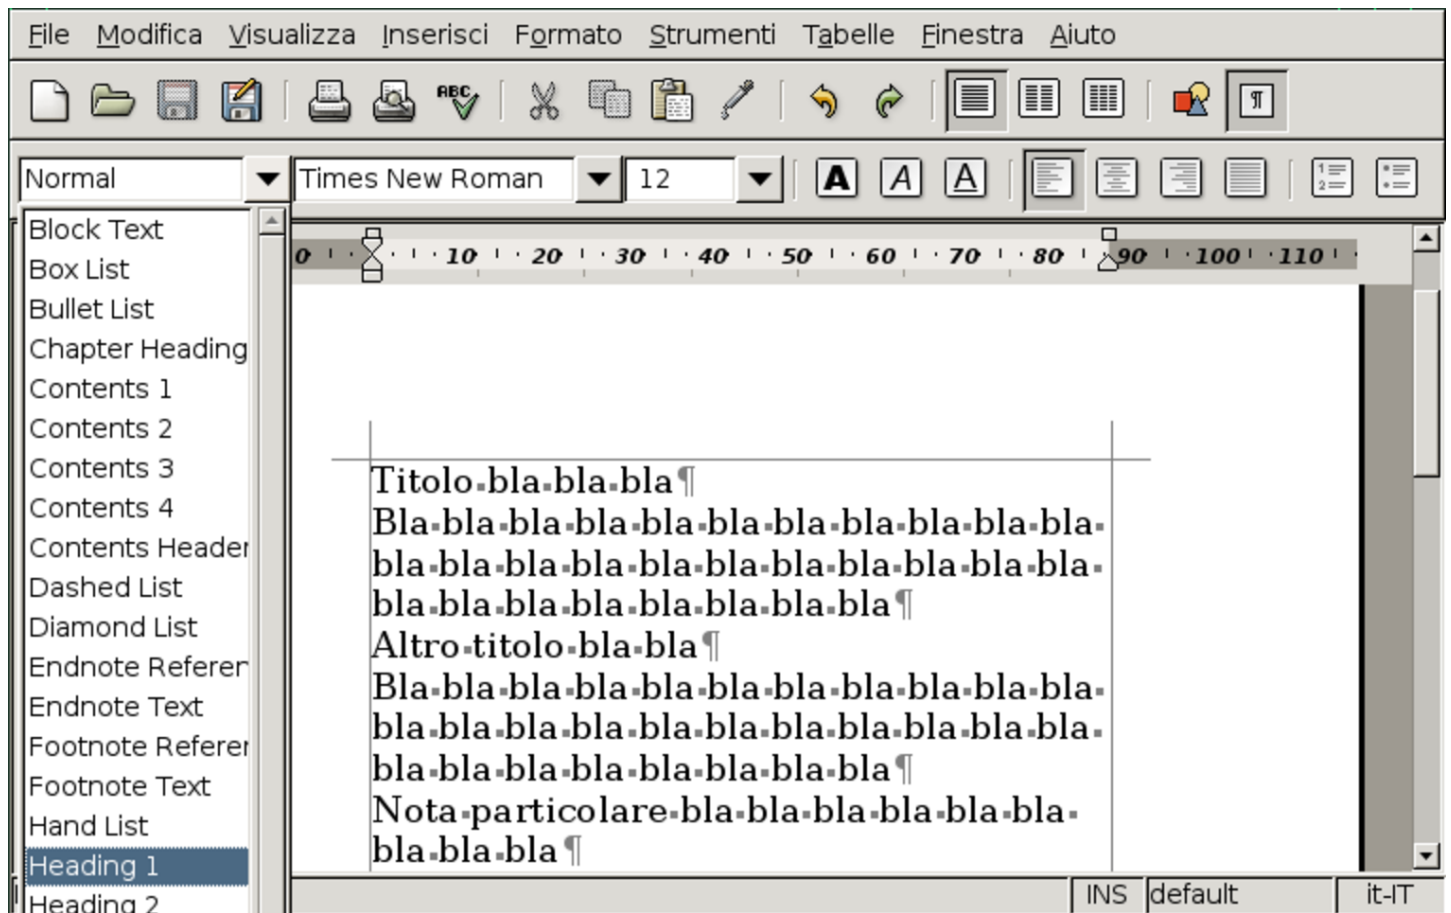 File Modifica Visualizza Inserisci Formato Strumenti Tabelle Finestra Aiuto
ABC
Normal Times New Roman 12 A A A
0 10 20 30 40 50 60 70 80 90 100 110
Block Text
Box List
Bullet List
Chapter Heading
Contents 1
Contents 2
Contents 3
Contents 4
Contents Header
Dashed List
Diamond List
Endnote Referen
Endnote Text
Footnote Referen
Footnote Text
Hand List
Heading 1
Heading 2
Titolo·bla·bla·bla¶
Bla·bla·bla·bla·bla·bla·bla·bla·bla·bla·bla·
bla·bla·bla·bla·bla·bla·bla·bla·bla·bla·bla·
bla·bla·bla·bla·bla·bla·bla·bla¶
Altro·titolo·bla·bla¶
Bla·bla·bla·bla·bla·bla·bla·bla·bla·bla·bla·
bla·bla·bla·bla·bla·bla·bla·bla·bla·bla·bla·
bla·bla·bla·bla·bla·bla·bla·bla¶
Nota·particolare·bla·bla·bla·bla·bla·bla·
bla·bla·bla¶
INS default it-IT